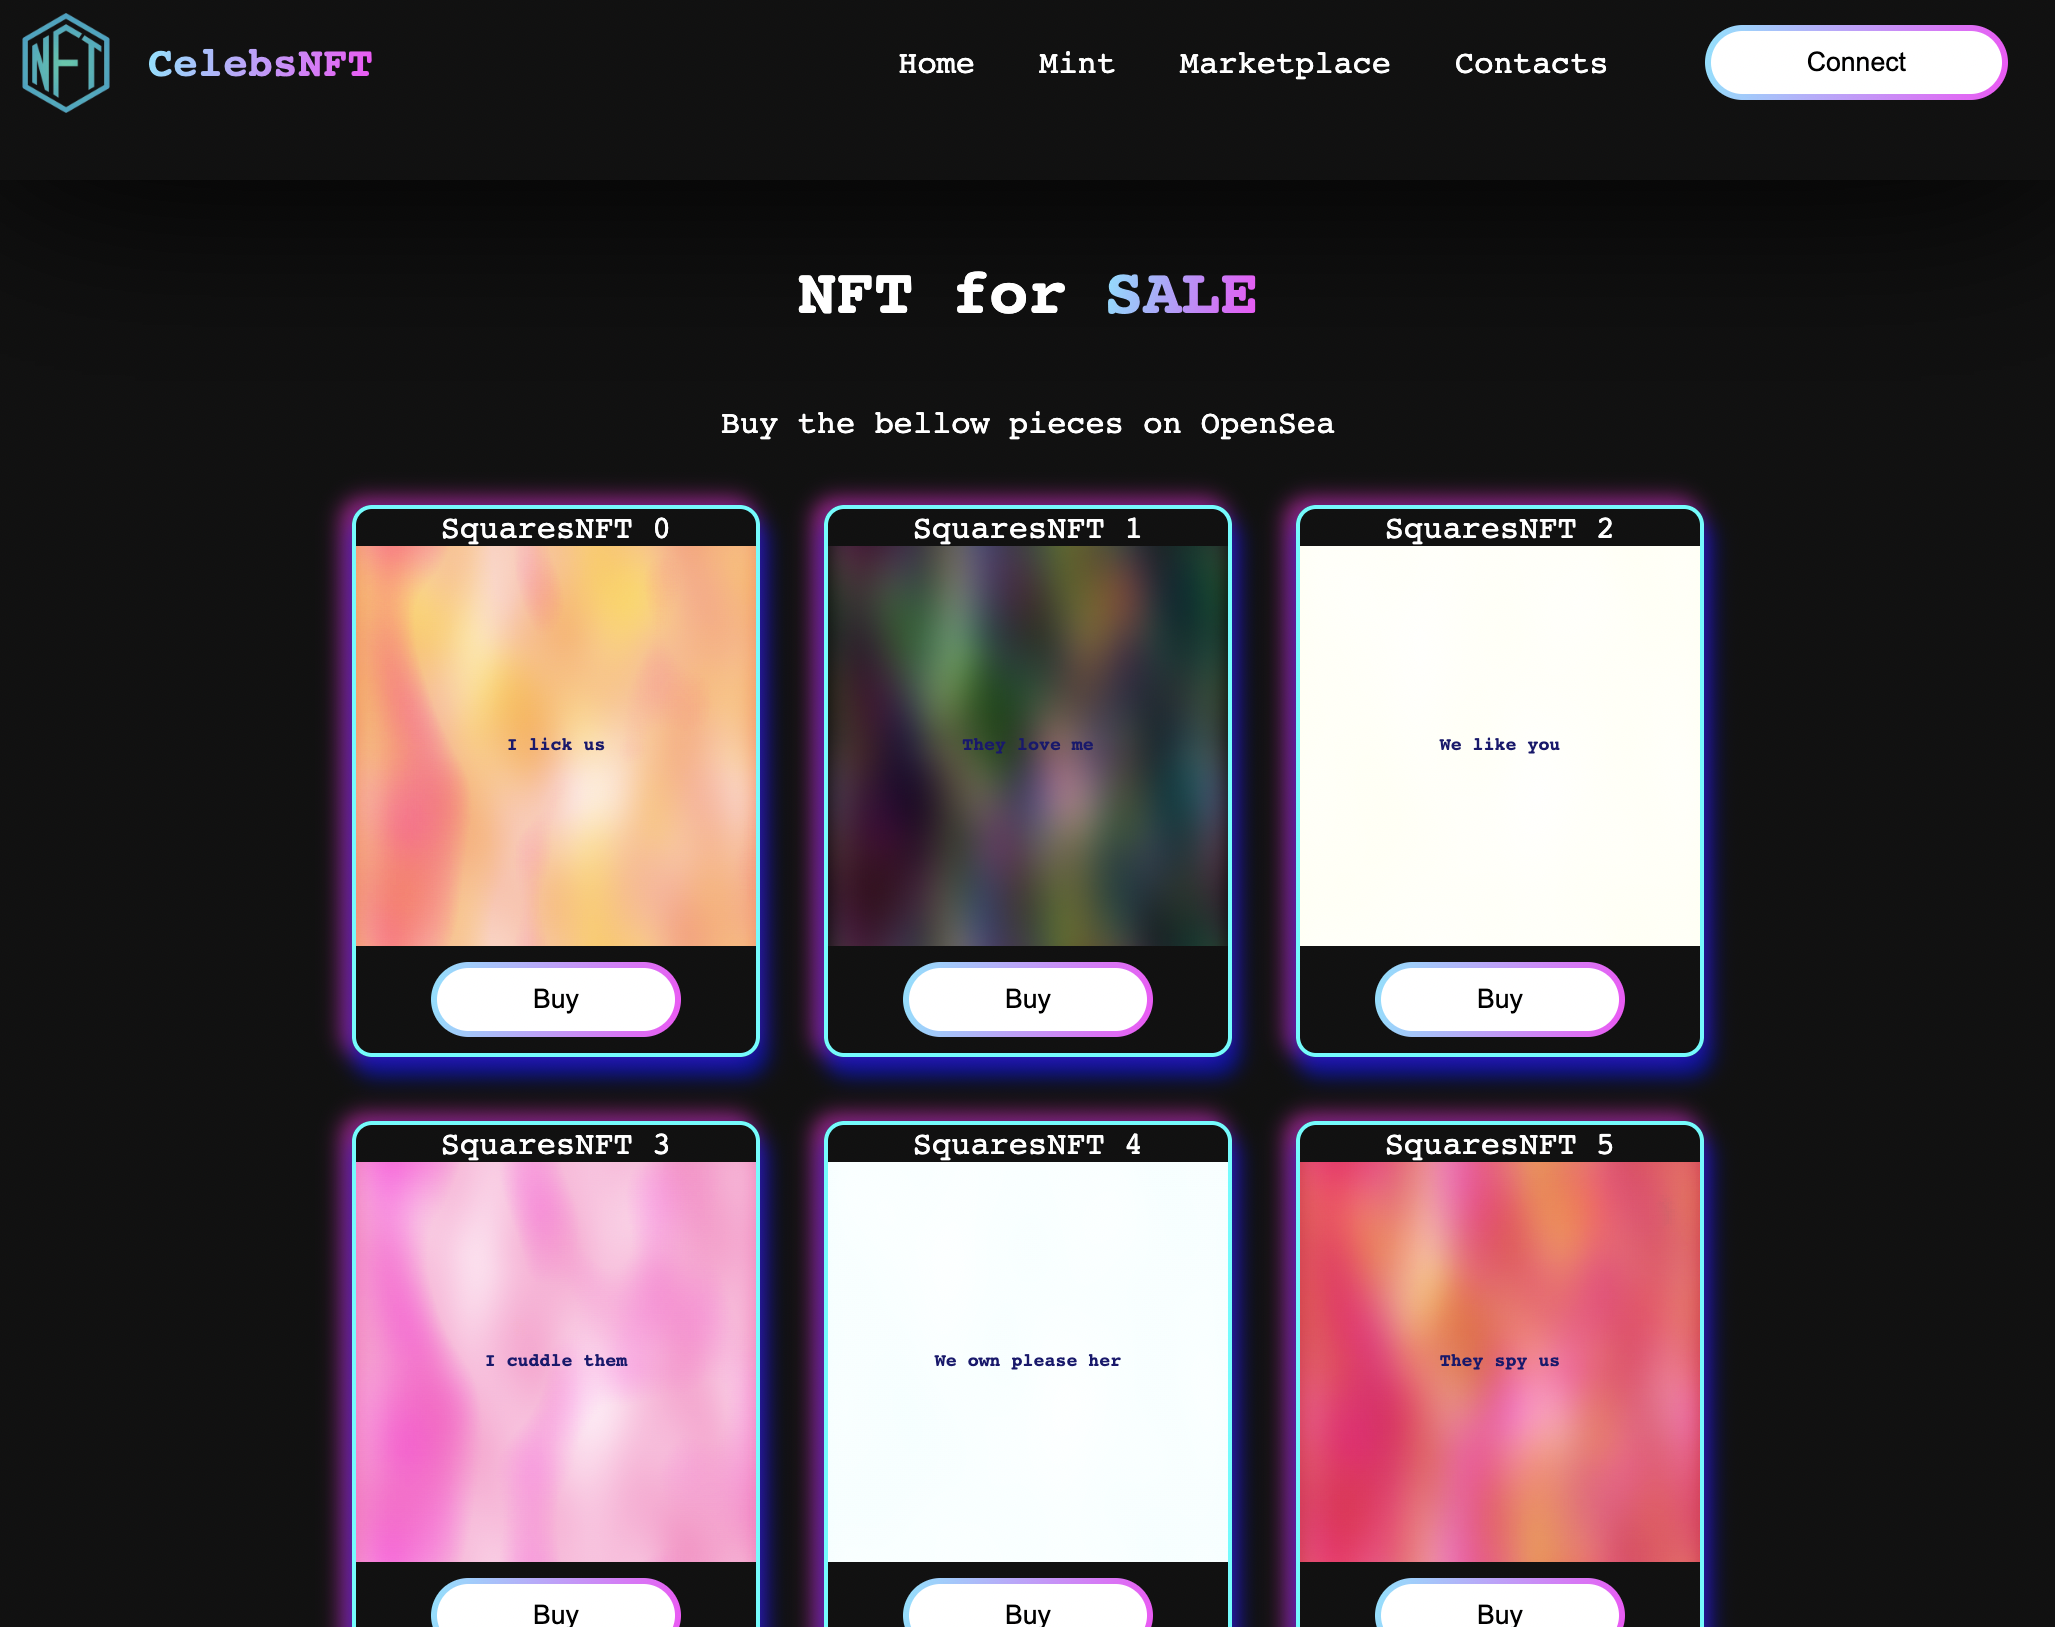 NFT
CelebsNFT
Home
Mint
Marketplace
Contacts
Connect
NFT for SALE
Buy the bellow pieces on OpenSea
SquaresNFT 0
I lick us
Buy
SquaresNFT 1
They love me
Buy
SquaresNFT 2
We like you
Buy
SquaresNFT 3
I cuddle them
Buy
SquaresNFT 4
We own please her
Buy
SquaresNFT 5
They spy us
Buy